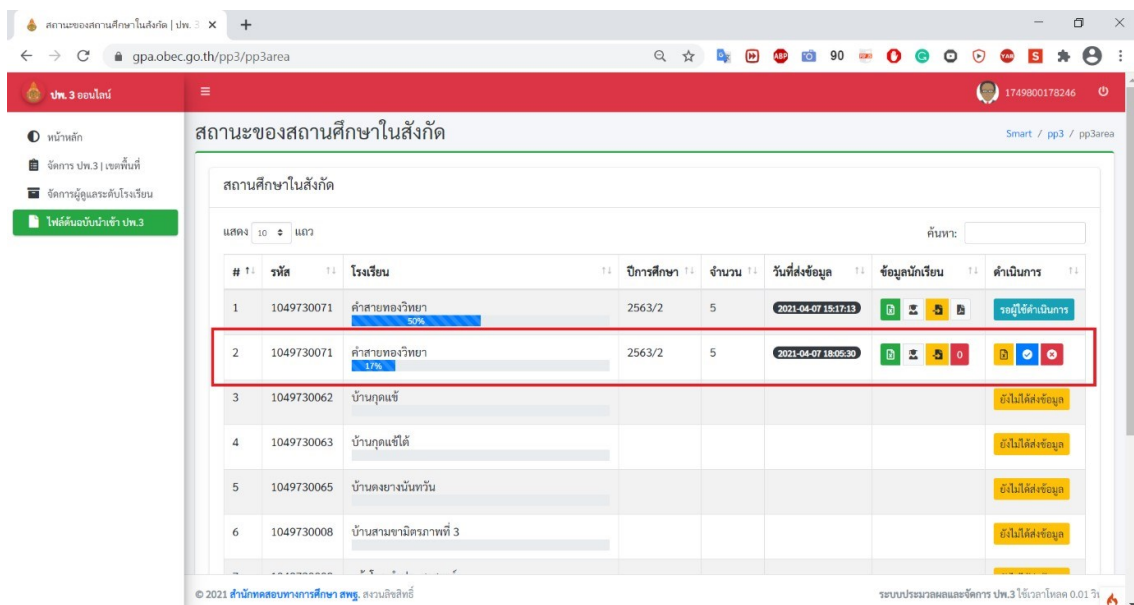 สถานะของสถานศึกษาในสังกัด | ปพ. 3
gpa.obec.go.th/pp3/pp3area
90
ปพ. 3 ออนไลน์
1749800178246
หน้าหลัก
จัดการ ปพ.3 | เขตพื้นที่
จัดการผู้ดูแลระดับโรงเรียน
ไฟล์ต้นฉบับนำเข้า ปพ.3
สถานะของสถานศึกษาในสังกัด
Smart / pp3 / pp3area
สถานศึกษาในสังกัด
แสดง 10 แถว
ค้นหา:
# รหัส โรงเรียน ปีการศึกษา จำนวน วันที่ส่งข้อมูล ข้อมูลนักเรียน ดำเนินการ
1 1049730071 คำสายทองวิทยา 2563/2 5 2021-04-07 15:17:13 รอผู้ใช้ดำเนินการ
50%
2 1049730071 คำสายทองวิทยา 2563/2 5 2021-04-07 18:05:30 0
17%
3 1049730062 บ้านกุดแข้ ยังไม่ได้ส่งข้อมูล
4 1049730063 บ้านกุดแข้ใต้ ยังไม่ได้ส่งข้อมูล
5 1049730065 บ้านดงยางนันทวัน ยังไม่ได้ส่งข้อมูล
6 1049730008 บ้านสามขามิตรภาพที่ 3 ยังไม่ได้ส่งข้อมูล
© 2021 สำนักทดสอบทางการศึกษา สพฐ. สงวนลิขสิทธิ์
ระบบประมวลผลและจัดการ ปพ.3 ใช้เวลาโหลด 0.01